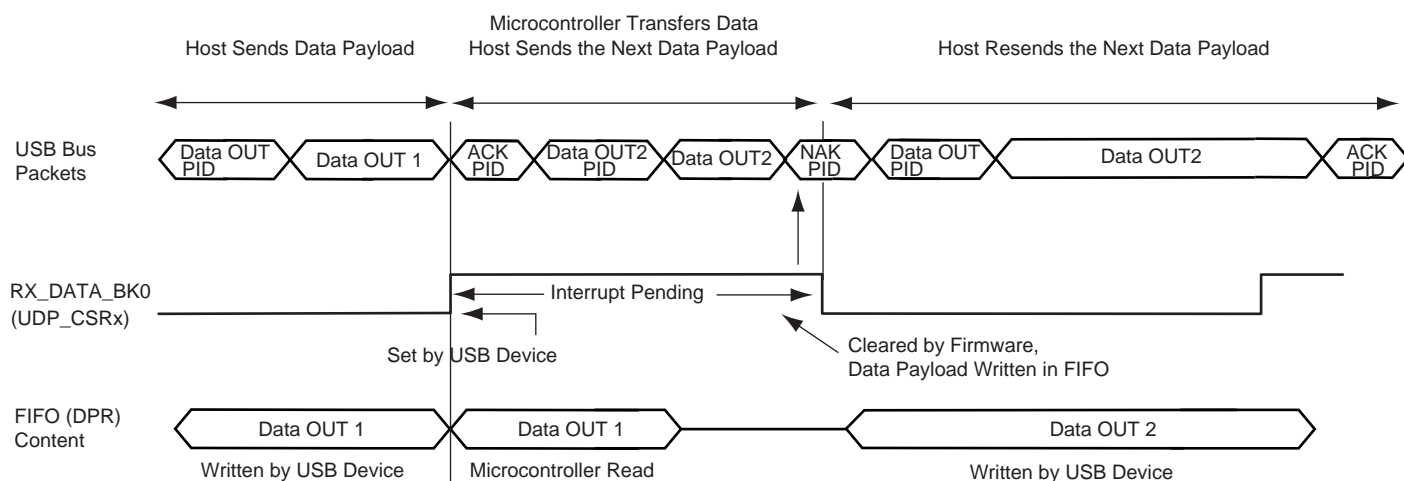 Microcontroller Transfers Data
Host Sends Data Payload
Host Sends the Next Data Payload
Host Resends the Next Data Payload
USB Bus
Packets
Data OUT
PID
Data OUT 1
ACK
PID
Data OUT2
PID
Data OUT2
NAK
PID
Data OUT
PID
Data OUT2
ACK
PID
RX_DATA_BK0
(UDP_CSRx)
Interrupt Pending
Set by USB Device
Cleared by Firmware,
Data Payload Written in FIFO
FIFO (DPR)
Content
Data OUT 1
Data OUT 1
Data OUT 2
Written by USB Device
Microcontroller Read
Written by USB Device